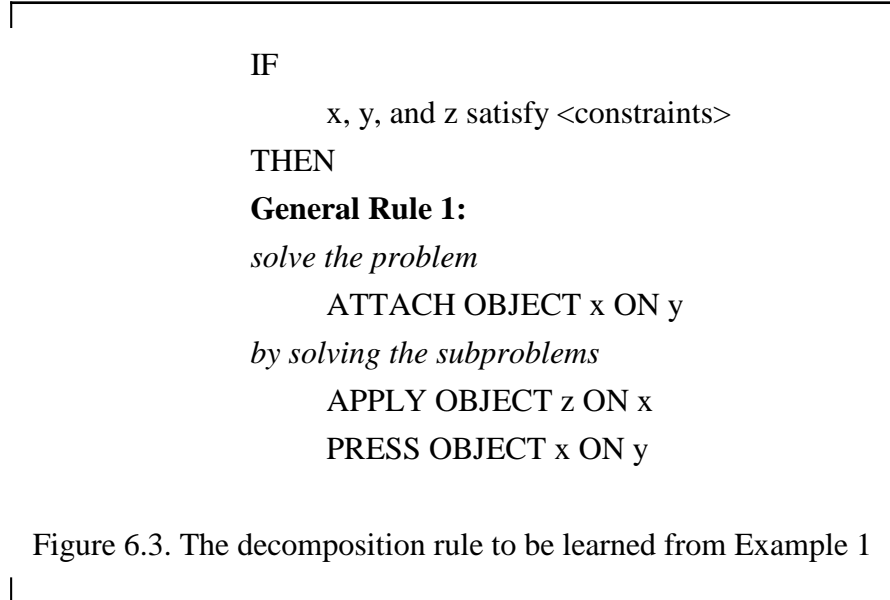 IF
x, y, and z satisfy <constraints>
THEN
General Rule 1:
solve the problem
ATTACH OBJECT x ON y
by solving the subproblems
APPLY OBJECT z ON x
PRESS OBJECT x ON y
Figure 6.3. The decomposition rule to be learned from Example 1